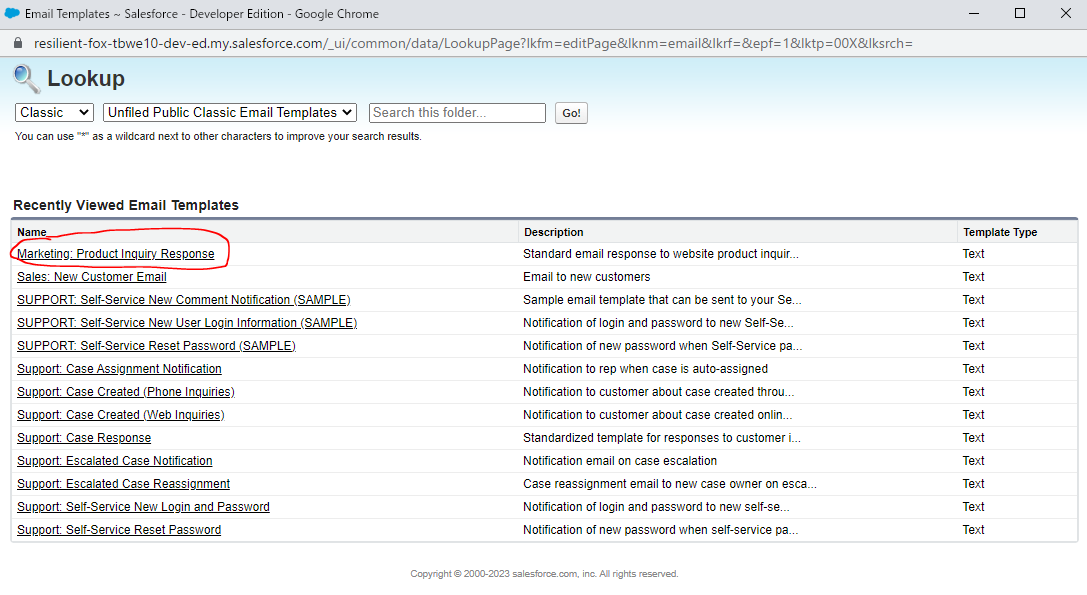 Email Templates ~ Salesforce - Developer Edition - Google Chrome
resilient-fox-tbwe10-dev-ed.my.salesforce.com/_ui/common/data/LookupPage?lkfm=editPage&lknm=email&lkrf=&epf=1&lktp=00X&lksrch=
Lookup
Classic Unfiled Public Classic Email Templates Search this folder... Go!
You can use "*" as a wildcard next to other characters to improve your search results.
Recently Viewed Email Templates
Name Description Template Type
Marketing: Product Inquiry Response Standard email response to website product inquir... Text
Sales: New Customer Email Email to new customers Text
SUPPORT: Self-Service New Comment Notification (SAMPLE) Sample email template that can be sent to your Se... Text
SUPPORT: Self-Service New User Login Information (SAMPLE) Notification of login and password to new Self-Se... Text
SUPPORT: Self-Service Reset Password (SAMPLE) Notification of new password when Self-Service pa... Text
Support: Case Assignment Notification Notification to rep when case is auto-assigned Text
Support: Case Created (Phone Inquiries) Notification to customer about case created throu... Text
Support: Case Created (Web Inquiries) Notification to customer about case created onlin... Text
Support: Case Response Standardized template for responses to customer i... Text
Support: Escalated Case Notification Notification email on case escalation Text
Support: Escalated Case Reassignment Case reassignment email to new case owner on esca... Text
Support: Self-Service New Login and Password Notification of login and password to new self-se... Text
Support: Self-Service Reset Password Notification of new password when self-service pa... Text
Copyright © 2000-2023 salesforce.com, inc. All rights reserved.